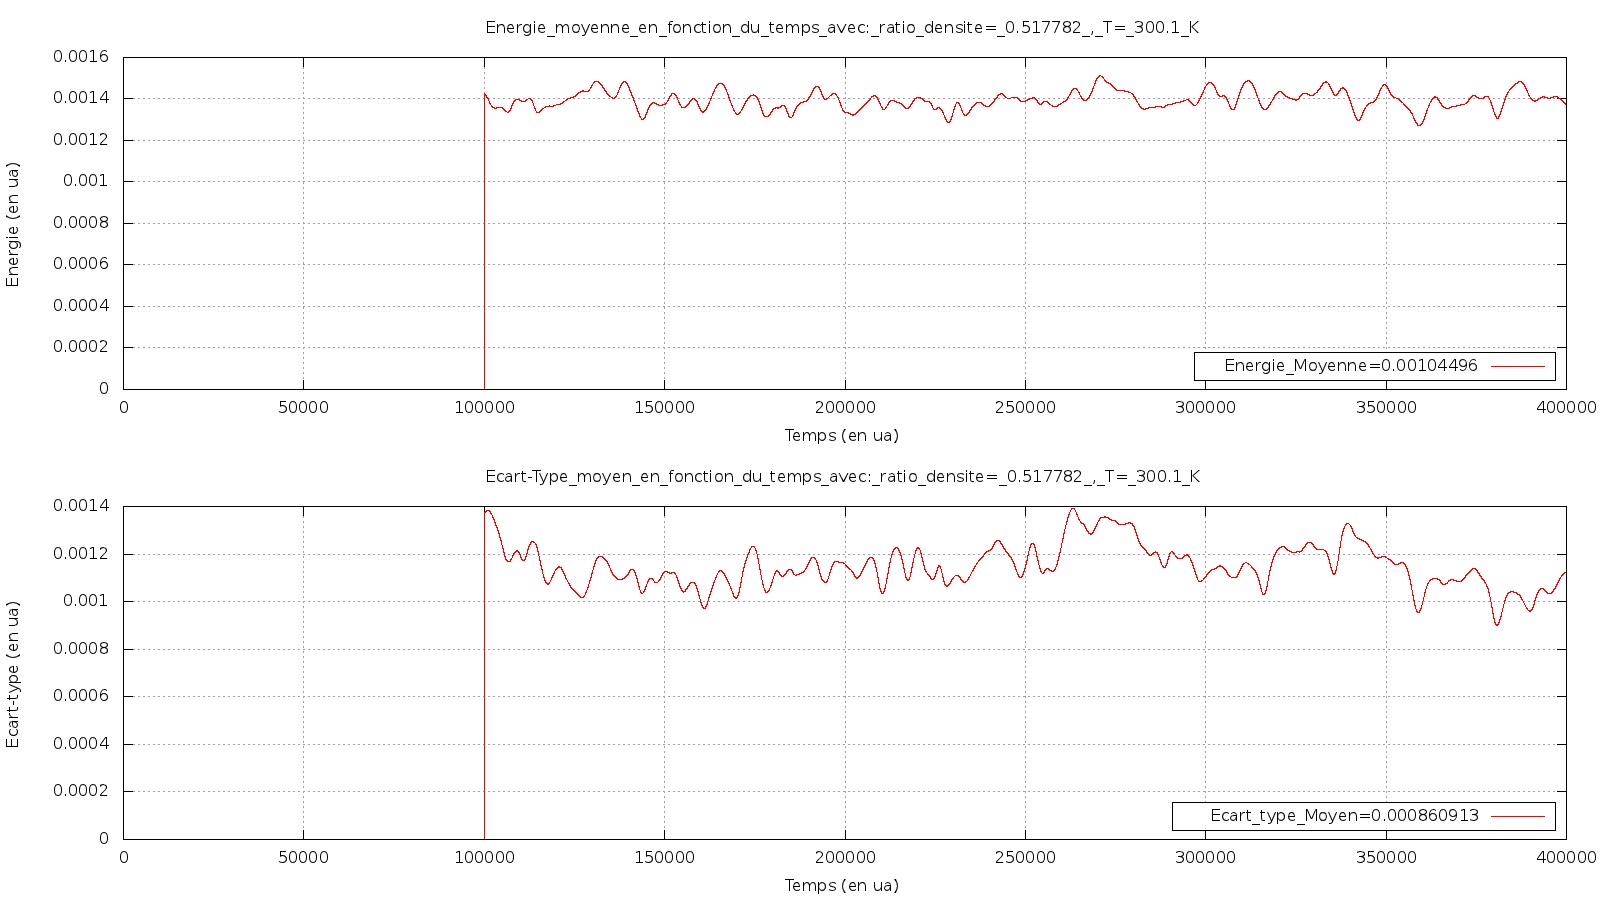 Energie_moyenne_en_fonction_du_temps_avec:_ratio_densite=_0.517782_,_T=_300.1_K
0.0016
0.0014
0.0012
0.001
0.0008
0.0006
0.0004
0.0002
0
Energie (en ua)
Energie_Moyenne=0.00104496
0 50000 100000 150000 200000 250000 300000 350000 400000
Temps (en ua)
Ecart-Type_moyen_en_fonction_du_temps_avec:_ratio_densite=_0.517782_,_T=_300.1_K
0.0014
0.0012
0.001
0.0008
0.0006
0.0004
0.0002
0
Ecart-type (en ua)
Ecart_type_Moyen=0.000860913
0 50000 100000 150000 200000 250000 300000 350000 400000
Temps (en ua)